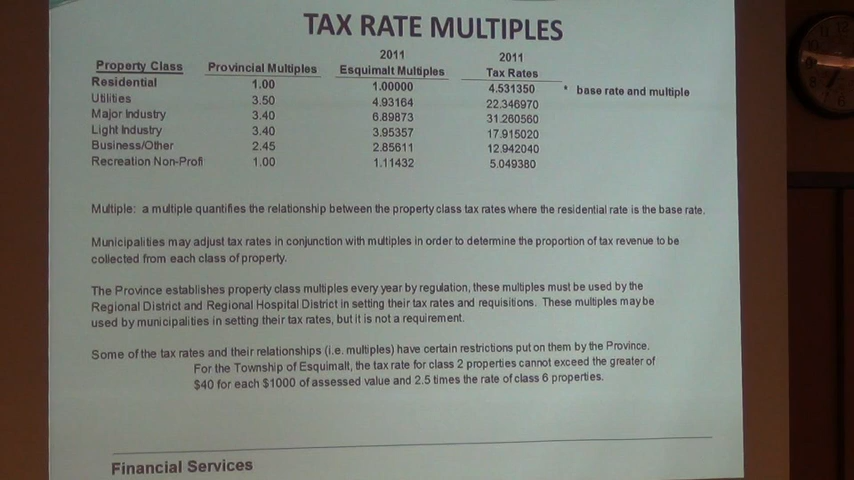 TAX RATE MULTIPLES
2011 2011
Property Class Provincial Multiples Esquimalt Multiples Tax Rates
Residential 1.00 1.00000 4.531350 * base rate and multiple
Utilities 3.50 4.93164 22.346970
Major Industry 3.40 6.89873 31.260560
Light Industry 3.40 3.95357 17.915020
Business/Other 2.45 2.85611 12.942040
Recreation Non-Profi 1.00 1.11432 5.049380
Multiple: a multiple quantifies the relationship between the property class tax rates where the residential rate is the base rate.
Municipalities may adjust tax rates in conjunction with multiples in order to determine the proportion of tax revenue to be
collected from each class of property.
The Province establishes property class multiples every year by regulation, these multiples must be used by the
Regional District and Regional Hospital District in setting their tax rates and requisitions. These multiples may be
used by municipalities in setting their tax rates, but it is not a requirement.
Some of the tax rates and their relationships (i.e. multiples) have certain restrictions put on them by the Province.
For the Township of Esquimalt, the tax rate for class 2 properties cannot exceed the greater of
$40 for each $1000 of assessed value and 2.5 times the rate of class 6 properties.
Financial Services